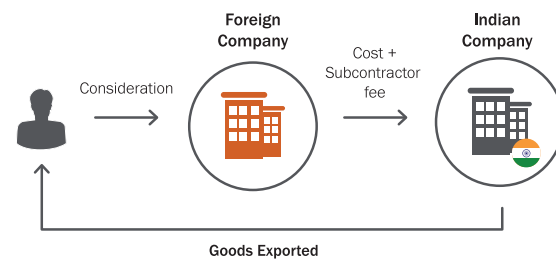 Foreign
Company
Indian
Company
Consideration
Cost +
Subcontractor
fee
Goods Exported